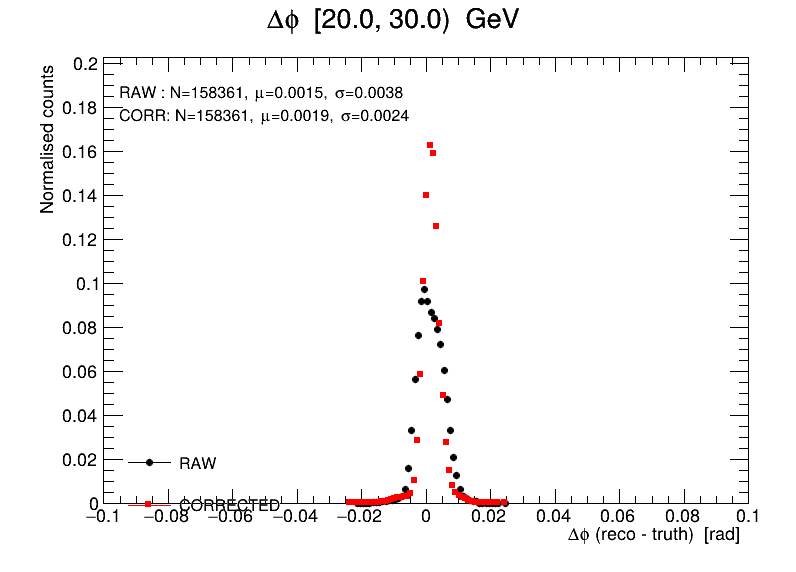 Δϕ [20.0, 30.0) GeV
Normalised counts
0.2
0.18
0.16
0.14
0.12
0.1
0.08
0.06
0.04
0.02
0
RAW : N=158361, μ=0.0015, σ=0.0038
CORR: N=158361, μ=0.0019, σ=0.0024
RAW
CORRECTED
−0.1 −0.08 −0.06 −0.04 −0.02 0 0.02 0.04 0.06 0.08 0.1
Δϕ (reco - truth) [rad]